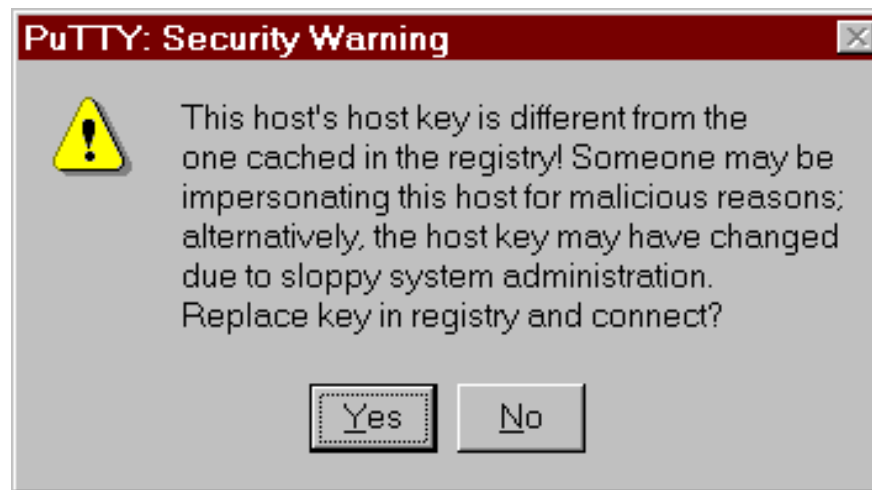 PuTTY: Security Warning
This host's host key is different from the
one cached in the registry! Someone may be
impersonating this host for malicious reasons;
alternatively, the host key may have changed
due to sloppy system administration.
Replace key in registry and connect?
Yes
No